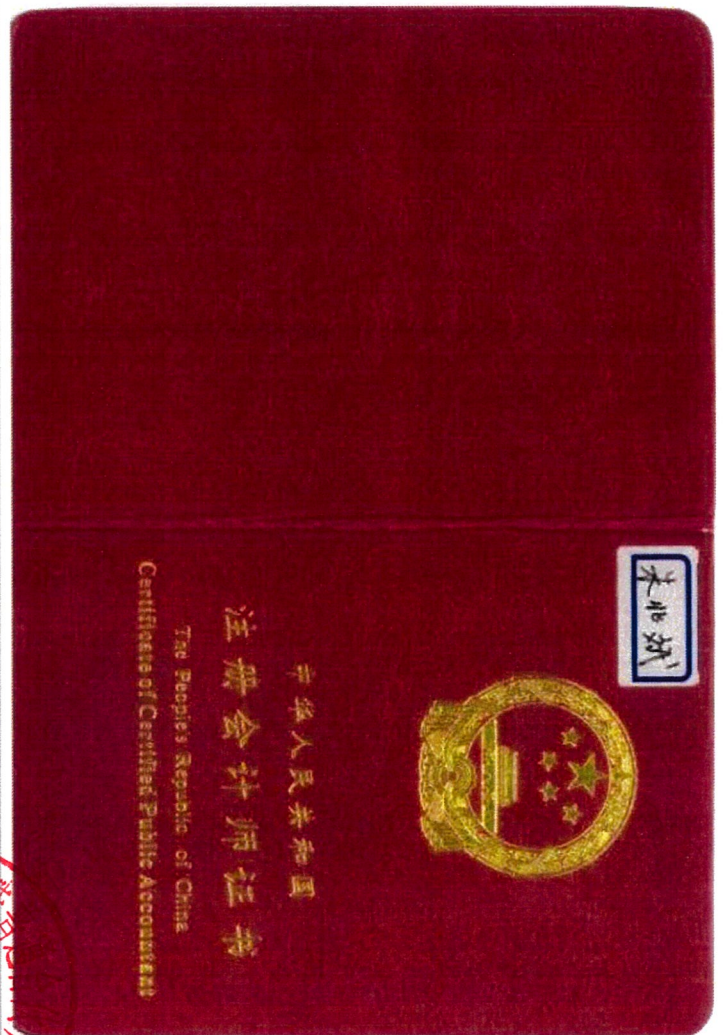 中华人民共和国
注册会计师证书
The People's Republic of China
Certificate of Certified Public Accountant